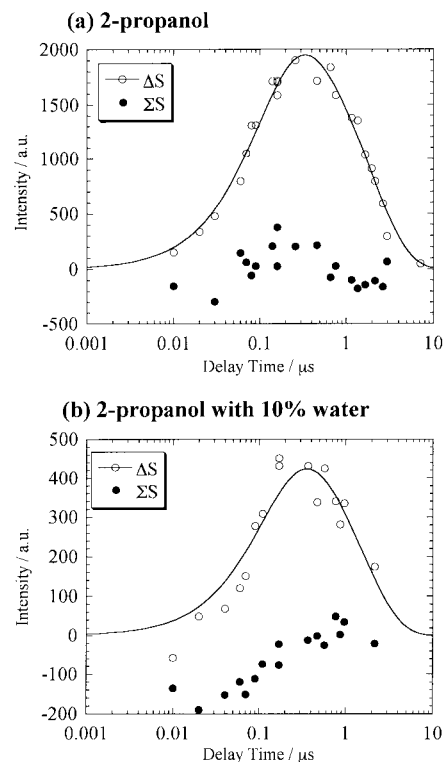 (a) 2-propanol
2000
1500
1000
500
0
-500
Intensity / a.u.
ΔS
ΣS
0.001
0.01
0.1
1
10
Delay Time / μs
(b) 2-propanol with 10% water
500
400
300
200
100
0
-100
-200
Intensity / a.u.
ΔS
ΣS
0.001
0.01
0.1
1
10
Delay Time / μs